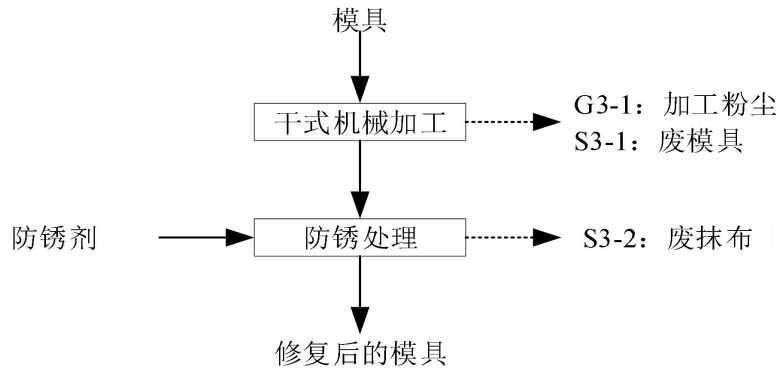 模具
干式机械加工
G3-1：加工粉尘
S3-1：废模具
防锈剂
防锈处理
S3-2：废抹布
修复后的模具